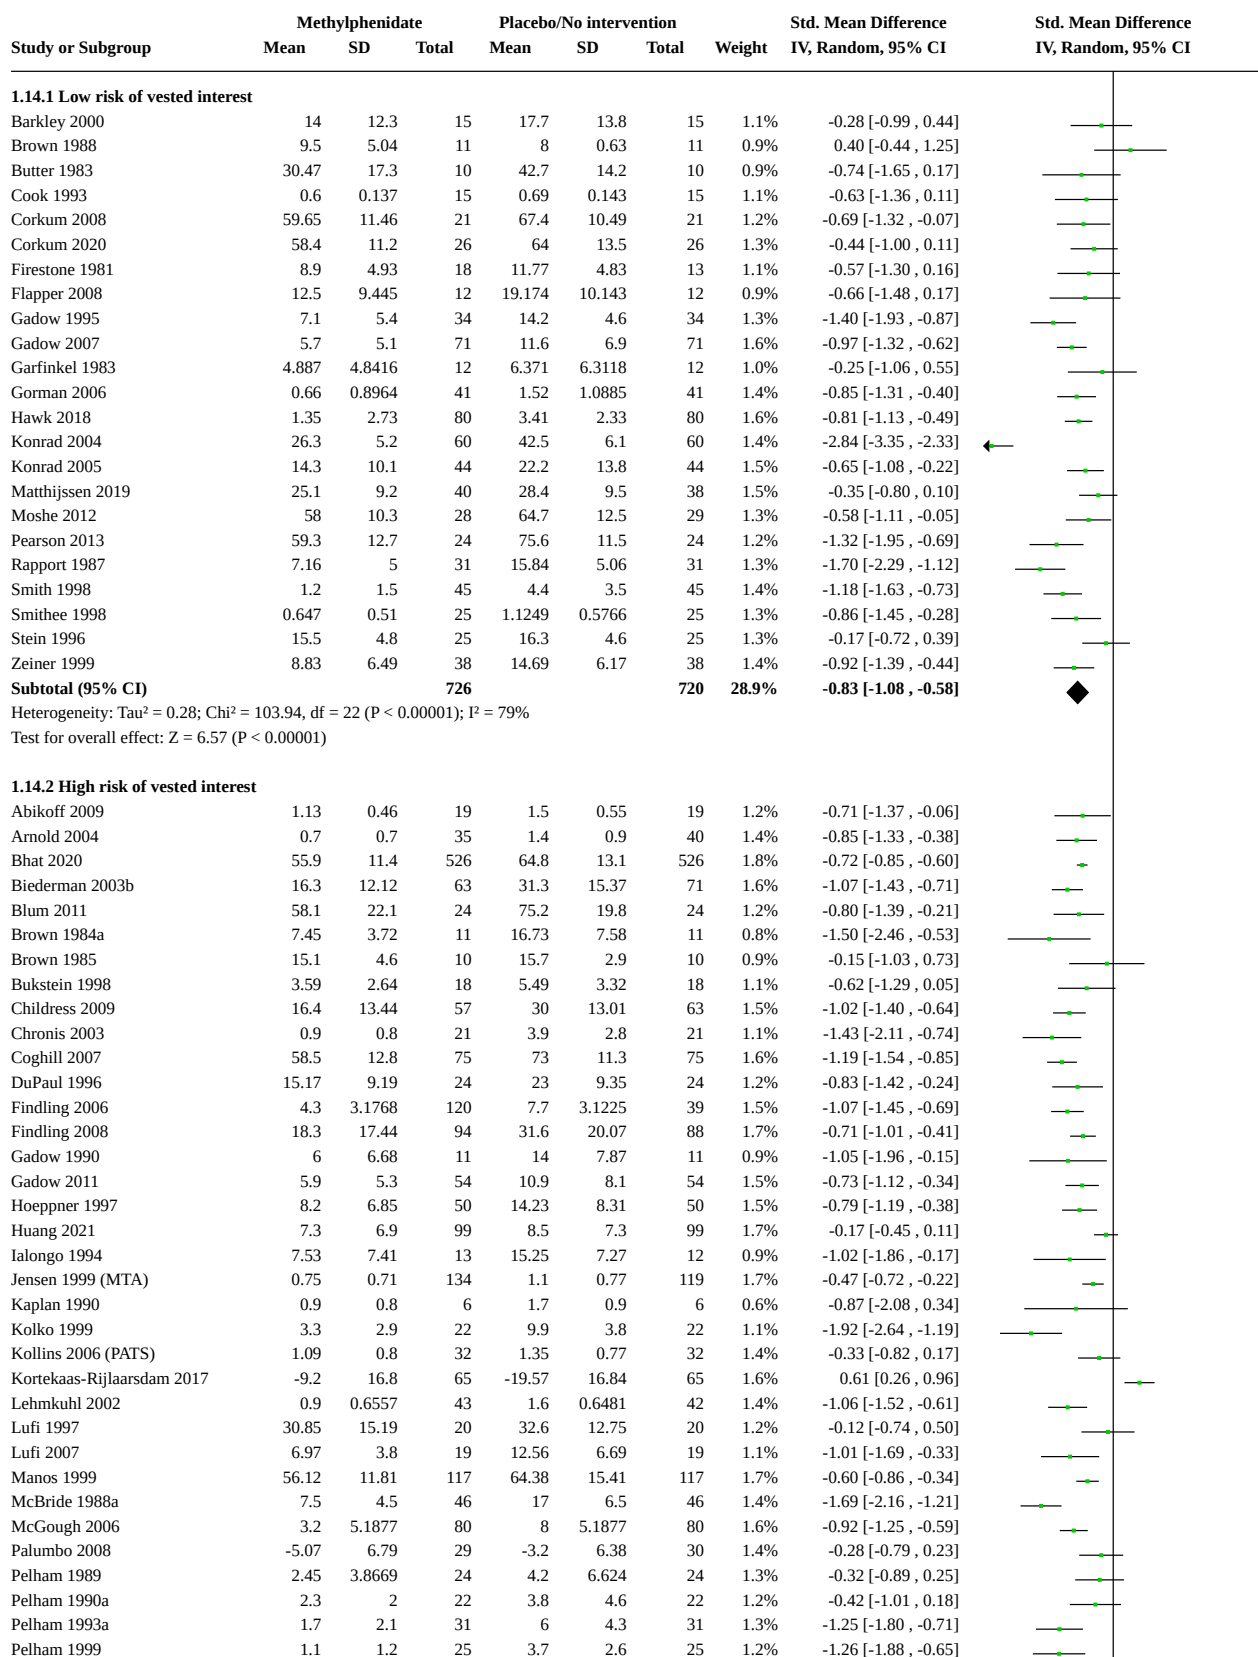 Methylphenidate Placebo/No intervention Std. Mean Difference Std. Mean Difference
Study or Subgroup Mean SD Total Mean SD Total Weight IV, Random, 95% CI IV, Random, 95% CI
1.14.1 Low risk of vested interest
Barkley 2000 14 12.3 15 17.7 13.8 15 1.1% -0.28 [-0.99 , 0.44]
Brown 1988 9.5 5.04 11 8 0.63 11 0.9% 0.40 [-0.44 , 1.25]
Butter 1983 30.47 17.3 10 42.7 14.2 10 0.9% -0.74 [-1.65 , 0.17]
Cook 1993 0.6 0.137 15 0.69 0.143 15 1.1% -0.63 [-1.36 , 0.11]
Corkum 2008 59.65 11.46 21 67.4 10.49 21 1.2% -0.69 [-1.32 , -0.07]
Corkum 2020 58.4 11.2 26 64 13.5 26 1.3% -0.44 [-1.00 , 0.11]
Firestone 1981 8.9 4.93 18 11.77 4.83 13 1.1% -0.57 [-1.30 , 0.16]
Flapper 2008 12.5 9.445 12 19.174 10.143 12 0.9% -0.66 [-1.48 , 0.17]
Gadow 1995 7.1 5.4 34 14.2 4.6 34 1.3% -1.40 [-1.93 , -0.87]
Gadow 2007 5.7 5.1 71 11.6 6.9 71 1.6% -0.97 [-1.32 , -0.62]
Garfinkel 1983 4.887 4.8416 12 6.371 6.3118 12 1.0% -0.25 [-1.06 , 0.55]
Gorman 2006 0.66 0.8964 41 1.52 1.0885 41 1.4% -0.85 [-1.31 , -0.40]
Hawk 2018 1.35 2.73 80 3.41 2.33 80 1.6% -0.81 [-1.13 , -0.49]
Konrad 2004 26.3 5.2 60 42.5 6.1 60 1.4% -2.84 [-3.35 , -2.33]
Konrad 2005 14.3 10.1 44 22.2 13.8 44 1.5% -0.65 [-1.08 , -0.22]
Matthijssen 2019 25.1 9.2 40 28.4 9.5 38 1.5% -0.35 [-0.80 , 0.10]
Moshe 2012 58 10.3 28 64.7 12.5 29 1.3% -0.58 [-1.11 , -0.05]
Pearson 2013 59.3 12.7 24 75.6 11.5 24 1.2% -1.32 [-1.95 , -0.69]
Rapport 1987 7.16 5 31 15.84 5.06 31 1.2% -1.70 [-2.29 , -1.12]
Smith 1998 1.2 1.5 45 4.4 3.5 45 1.4% -1.18 [-1.63 , -0.73]
Smithee 1998 0.647 0.51 25 1.1249 0.5766 25 1.3% -0.86 [-1.45 , -0.28]
Stein 1996 15.5 4.8 25 16.3 4.6 25 1.3% -0.17 [-0.72 , 0.39]
Zeiner 1999 8.83 6.49 38 14.69 6.17 38 1.4% -0.92 [-1.39 , -0.44]
Subtotal (95% CI) 726 720 28.9% -0.83 [-1.08 , -0.58]
Heterogeneity: Tau² = 0.28; Chi² = 103.94, df = 22 (P < 0.00001); I² = 79%
Test for overall effect: Z = 6.57 (P < 0.00001)
1.14.2 High risk of vested interest
Abikoff 2009 1.13 0.46 19 1.5 0.55 19 1.2% -0.71 [-1.37 , -0.06]
Arnold 2004 0.7 0.7 35 1.4 0.9 40 1.4% -0.85 [-1.33 , -0.38]
Bhat 2020 55.9 11.4 526 64.8 13.1 526 1.8% -0.72 [-0.85 , -0.60]
Biederman 2003b 16.3 12.12 63 31.3 15.37 71 1.6% -1.07 [-1.43 , -0.71]
Blum 2011 58.1 22.1 24 75.2 19.8 24 1.2% -0.80 [-1.39 , -0.21]
Brown 1984a 7.45 3.72 11 16.73 7.58 11 0.8% -1.50 [-2.46 , -0.53]
Brown 1985 15.1 4.6 10 15.7 2.9 10 0.9% -0.15 [-1.03 , 0.73]
Bukstein 1998 3.59 2.64 18 5.49 3.32 18 1.1% -0.62 [-1.29 , 0.05]
Childress 2009 16.4 13.44 57 30 13.01 63 1.5% -1.02 [-1.40 , -0.64]
Chronis 2003 0.9 0.8 21 3.9 2.8 21 1.1% -1.43 [-2.11 , -0.74]
Coghill 2007 58.5 12.8 75 73 11.3 75 1.6% -1.19 [-1.54 , -0.85]
DuPaul 1996 15.17 9.19 24 23 9.35 24 1.2% -0.83 [-1.42 , -0.24]
Findling 2006 4.3 3.1768 120 7.7 3.1225 39 1.5% -1.07 [-1.45 , -0.69]
Findling 2008 18.3 17.44 94 31.6 20.07 88 1.7% -0.71 [-1.01 , -0.41]
Gadow 1990 6 6.68 11 14 7.87 11 0.9% -1.05 [-1.96 , -0.15]
Gadow 2011 5.9 5.3 54 10.9 8.1 54 1.5% -0.73 [-1.12 , -0.34]
Hoeppner 1997 8.2 6.85 50 14.23 8.31 50 1.5% -0.79 [-1.19 , -0.38]
Huang 2021 7.3 6.9 99 8.5 7.3 99 1.7% -0.17 [-0.45 , 0.11]
Ialongo 1994 7.53 7.41 13 15.25 7.27 12 0.9% -1.02 [-1.86 , -0.17]
Jensen 1999 (MTA) 0.75 0.71 134 1.1 0.77 119 1.7% -0.47 [-0.72 , -0.22]
Kaplan 1990 0.9 0.8 6 1.7 0.9 6 0.6% -0.87 [-2.08 , 0.34]
Kolko 1999 3.3 2.9 22 9.9 3.8 22 1.1% -1.92 [-2.64 , -1.19]
Kollins 2006 (PATS) 1.09 0.8 32 1.35 0.77 32 1.4% -0.33 [-0.82 , 0.17]
Kortekaas-Rijlaarsdam 2017 -9.2 16.8 65 -19.57 16.84 65 1.6% 0.61 [0.26 , 0.96]
Lehmkuhl 2002 0.9 0.6557 43 1.6 0.6481 42 1.4% -1.06 [-1.52 , -0.61]
Lufi 1997 30.85 15.19 20 32.6 12.75 20 1.2% -0.12 [-0.74 , 0.50]
Lufi 2007 6.97 3.8 19 12.56 6.69 19 1.1% -1.01 [-1.69 , -0.33]
Manos 1999 56.12 11.81 117 64.38 15.41 117 1.7% -0.60 [-0.86 , -0.34]
McBride 1988a 7.5 4.5 46 17 6.5 46 1.4% -1.69 [-2.16 , -1.21]
McGough 2006 3.2 5.1877 80 8 5.1877 80 1.6% -0.92 [-1.25 , -0.59]
Palumbo 2008 -5.07 6.79 29 -3.2 6.38 30 1.4% -0.28 [-0.79 , 0.23]
Pelham 1989 2.45 3.8669 24 4.2 6.624 24 1.3% -0.32 [-0.89 , 0.25]
Pelham 1990a 2.3 2 22 3.8 4.6 22 1.2% -0.42 [-1.01 , 0.18]
Pelham 1993a 1.7 2.1 31 6 4.3 31 1.3% -1.25 [-1.80 , -0.71]
Pelham 1999 1.1 1.2 25 3.7 2.6 25 1.2% -1.26 [-1.88 , -0.65]